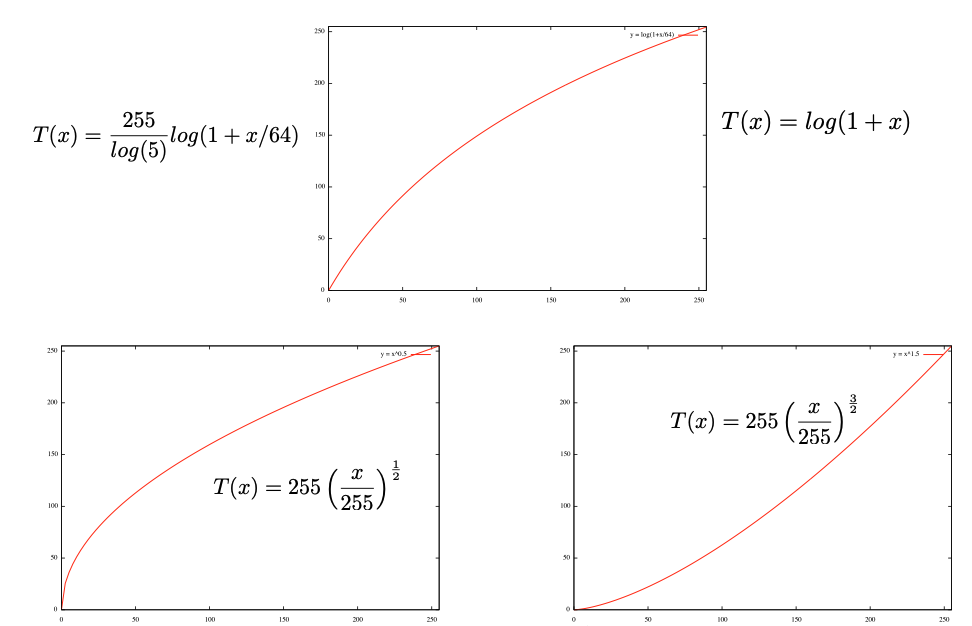 T(x) = 255/log(5) log(1 + x/64)
250
200
150
100
50
0
y = log(1+x/64)
0 50 100 150 200 250
T(x) = log(1 + x)
250
200
150
100
50
0
y = x^0.5
T(x) = 255 (x/255)^1/2
0 50 100 150 200 250
250
200
150
100
50
0
y = x^1.5
T(x) = 255 (x/255)^3/2
0 50 100 150 200 250